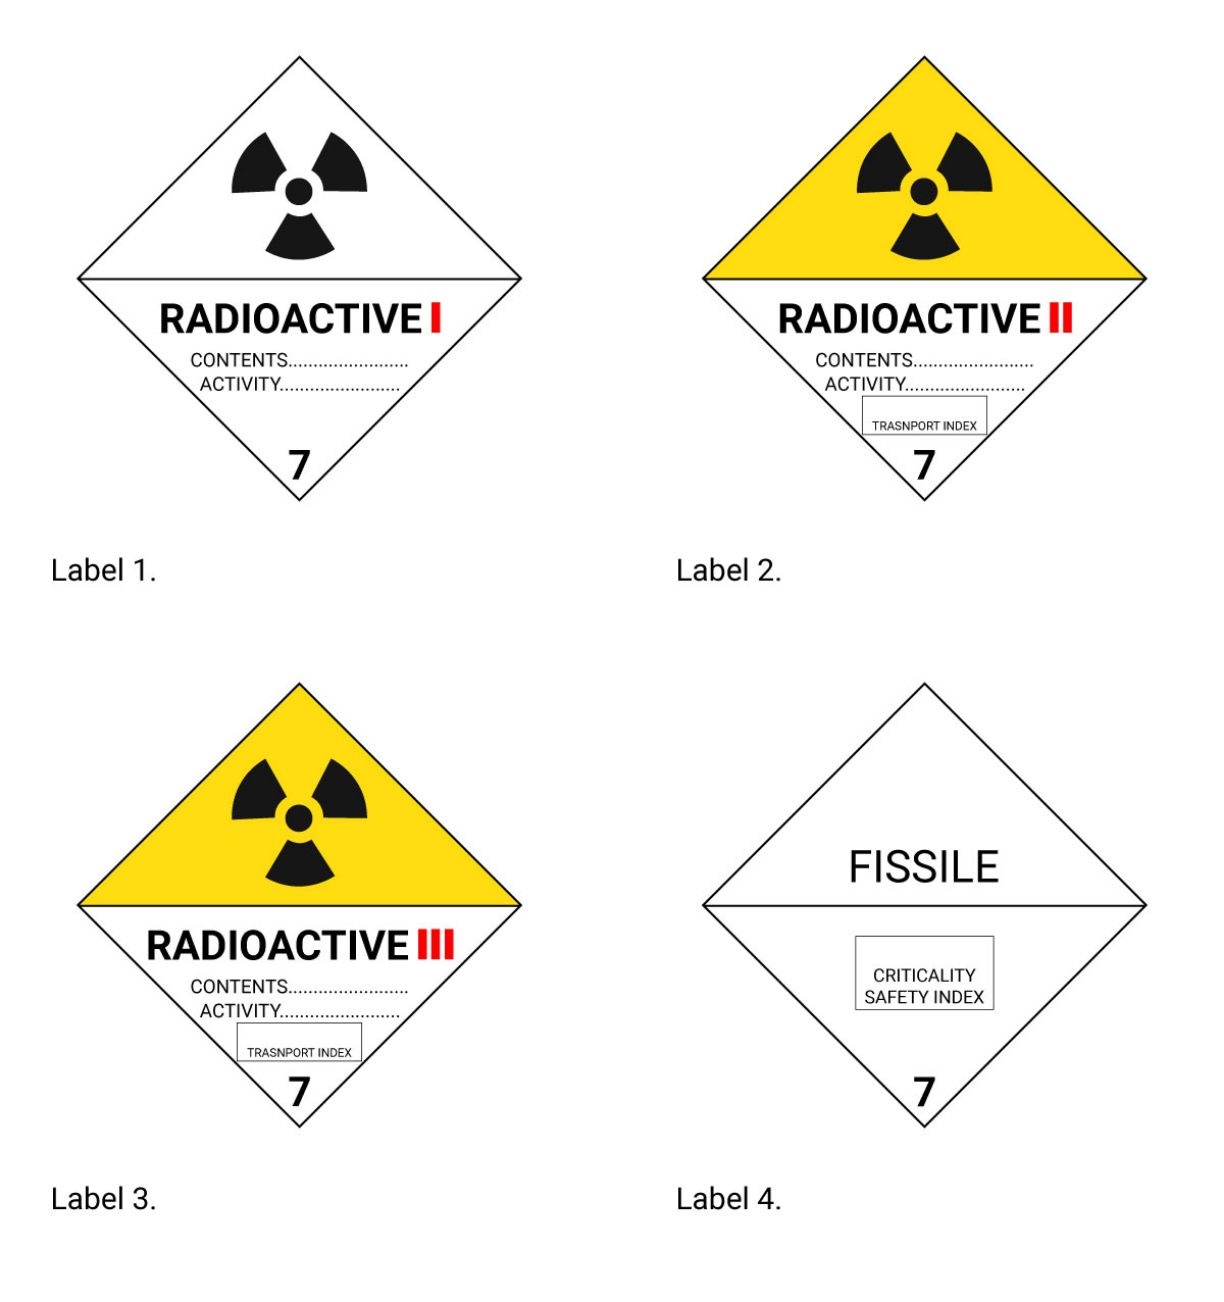 RADIOACTIVE I
CONTENTS........................
ACTIVITY........................
7
Label 1.
RADIOACTIVE II
CONTENTS........................
ACTIVITY........................
TRASNPORT INDEX
7
Label 2.
RADIOACTIVE III
CONTENTS........................
ACTIVITY........................
TRASNPORT INDEX
7
Label 3.
FISSILE
CRITICALITY
SAFETY INDEX
7
Label 4.